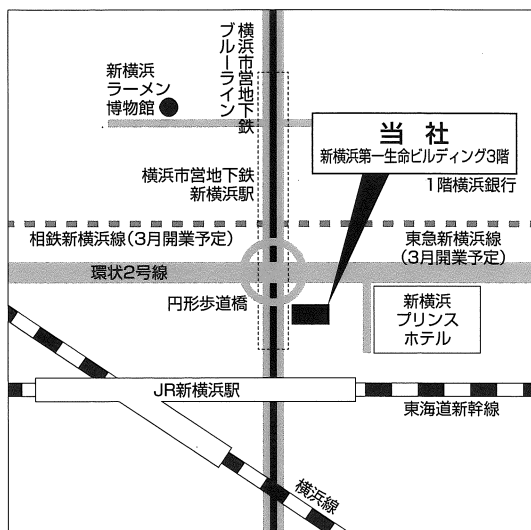 横浜市営地下鉄
ブルーライン
新横浜
ラーメン
博物館
当社
新横浜第一生命ビルディング3階
1階横浜銀行
横浜市営地下鉄
新横浜駅
相鉄新横浜線(3月開業予定)
東急新横浜線
(3月開業予定)
環状2号線
円形歩道橋
新横浜
プリンス
ホテル
JR新横浜駅
東海道新幹線
横浜線